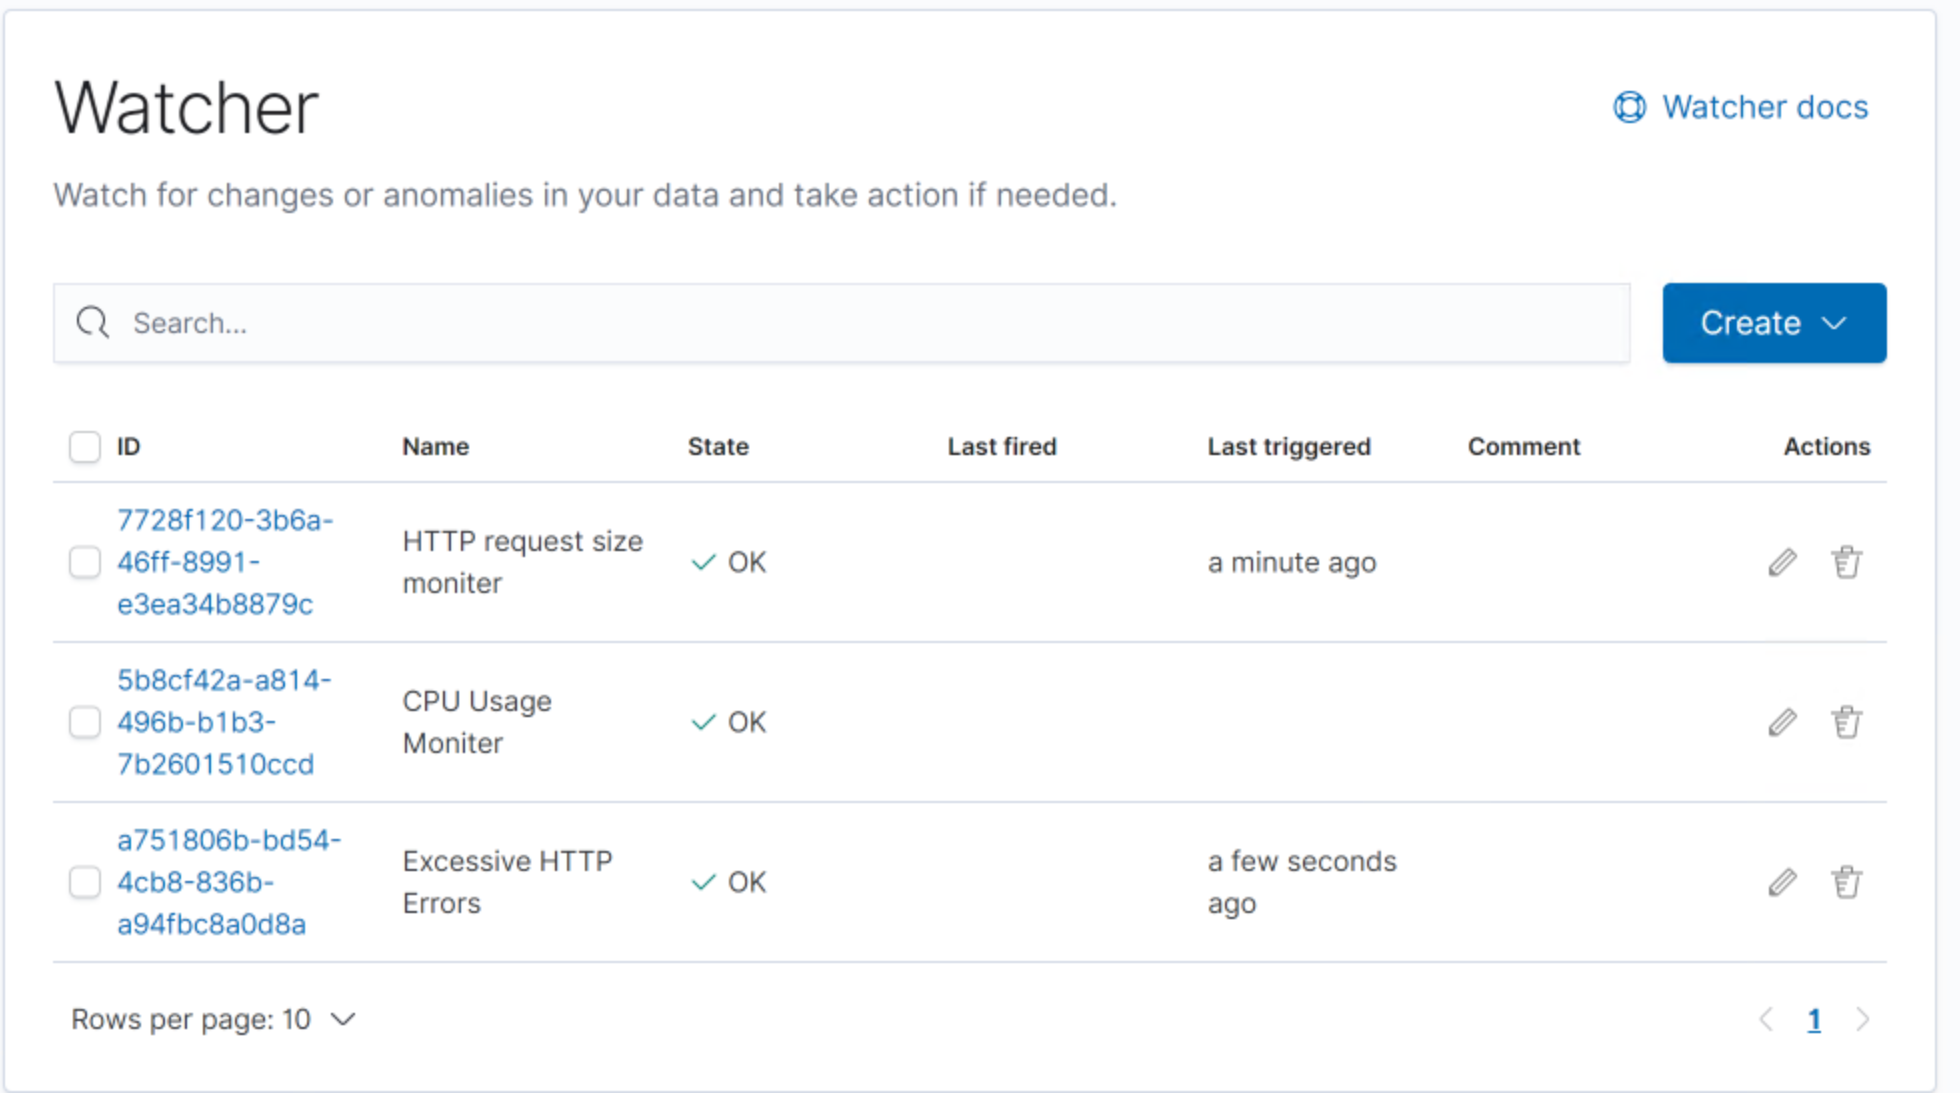 Watcher
Watcher docs
Watch for changes or anomalies in your data and take action if needed.
Search...
Create
ID Name State Last fired Last triggered Comment Actions
7728f120-3b6a-
46ff-8991-
e3ea34b8879c
HTTP request size
moniter
OK
a minute ago
5b8cf42a-a814-
496b-b1b3-
7b2601510ccd
CPU Usage
Moniter
OK
a751806b-bd54-
4cb8-836b-
a94fbc8a0d8a
Excessive HTTP
Errors
OK
a few seconds
ago
Rows per page: 10
1